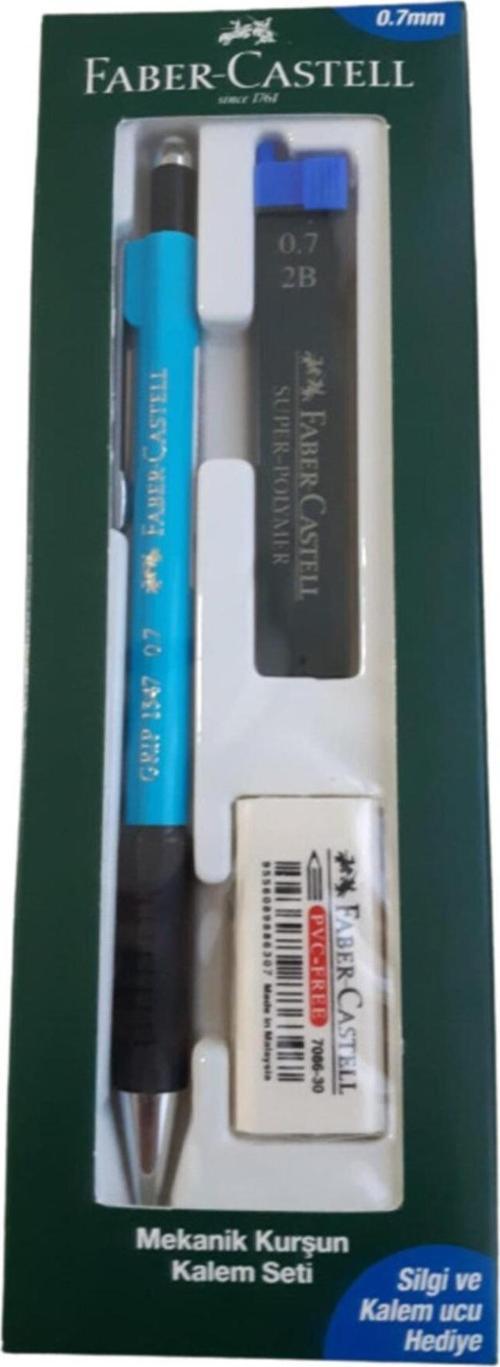 0.7mm
FABER-CASTELL
since 1761
0.7
2B
FABER-CASTELL
SUPER-POLYMER
GRIP 1347 0.7 FABER-CASTELL
FABER-CASTELL
PVC-FREE 7086-30
9556089886307 Made in Malaysia
Mekanik Kurşun
Kalem Seti
Silgi ve
Kalem ucu
Hediye